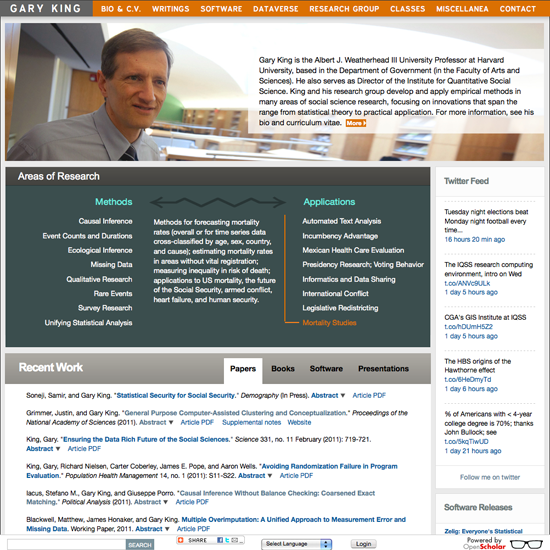 GARY KING
BIO & C.V. WRITINGS SOFTWARE DATAVERSE RESEARCH GROUP CLASSES MISCELLANEA CONTACT
Gary King is the Albert J. Weatherhead III University Professor at Harvard
University, based in the Department of Government (in the Faculty of Arts and
Sciences). He also serves as Director of the Institute for Quantitative Social
Science. King and his research group develop and apply empirical methods in
many areas of social science research, focusing on innovations that span the
range from statistical theory to practical application. For more information, see his
bio and curriculum vitae. More
Areas of Research
Methods
Causal Inference
Event Counts and Durations
Ecological Inference
Missing Data
Qualitative Research
Rare Events
Survey Research
Unifying Statistical Analysis
Methods for forecasting mortality
rates (overall or for time series data
cross-classified by age, sex, country,
and cause); estimating mortality rates
in areas without vital registration;
measuring inequality in risk of death;
applications to US mortality, the future
of the Social Security, armed conflict,
heart failure, and human security.
Applications
Automated Text Analysis
Incumbency Advantage
Mexican Health Care Evaluation
Presidency Research; Voting Behavior
Informatics and Data Sharing
International Conflict
Legislative Redistricting
Mortality Studies
Twitter Feed
Tuesday night elections beat
Monday night football every
time...
16 hours 20 min ago
The IQSS research
computing environment,
intro on Wed
t.co/ANVc9ULk
1 day 5 hours ago
CGA's GIS Institute at IQSS
t.co/hOUmH5Z2
1 day 5 hours ago
The HBS origins of the
Hawthorne effect
t.co/6HeOmyTd
1 day 6 hours ago
% of Americans with < 4-year
college degree is 70%; thanks
John Bullock; see
t.co/5kqTiwUD
1 day 21 hours ago
Follow me on twitter
Software Releases
Zelig: Everyone's Statistical
Recent Work
Papers Books Software Presentations
Soneji, Samir, and Gary King. "Statistical Security for Social Security." Demography (In Press). Abstract ▼ Article PDF
Grimmer, Justin, and Gary King. "General Purpose Computer-Assisted Clustering and Conceptualization." Proceedings of the
National Academy of Sciences (2011). Abstract ▼ Article PDF Supplemental notes Website
King, Gary. "Ensuring the Data Rich Future of the Social Sciences." Science 331, no. 11 February (2011): 719-721.
Abstract ▼ Article PDF
King, Gary, Richard Nielsen, Carter Coberley, James E. Pope, and Aaron Wells. "Avoiding Randomization Failure in Program
Evaluation." Population Health Management 14, no. 1 (2011): S11-S22. Abstract ▼ Article PDF
Iacus, Stefano M., Gary King, and Giuseppe Porro. "Causal Inference Without Balance Checking: Coarsened Exact
Matching." Political Analysis (2011). Abstract ▼ Article PDF
Blackwell, Matthew, James Honaker, and Gary King. Multiple Overimputation: A Unified Approach to Measurement Error and
Missing Data. Working Paper, 2011. Abstract ▼ Article PDF
SEARCH
SHARE
Select Language
Login
Powered by
OpenScholar